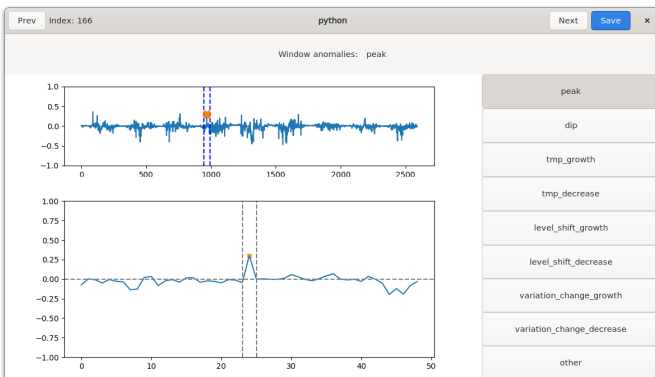 Prev Index: 166 python Next Save ×
Window anomalies: peak
1.0
0.5
0.0
−0.5
−1.0
0 500 1000 1500 2000 2500
1.00
0.75
0.50
0.25
0.00
−0.25
−0.50
−0.75
−1.00
0 10 20 30 40 50
peak
dip
tmp_growth
tmp_decrease
level_shift_growth
level_shift_decrease
variation_change_growth
variation_change_decrease
other